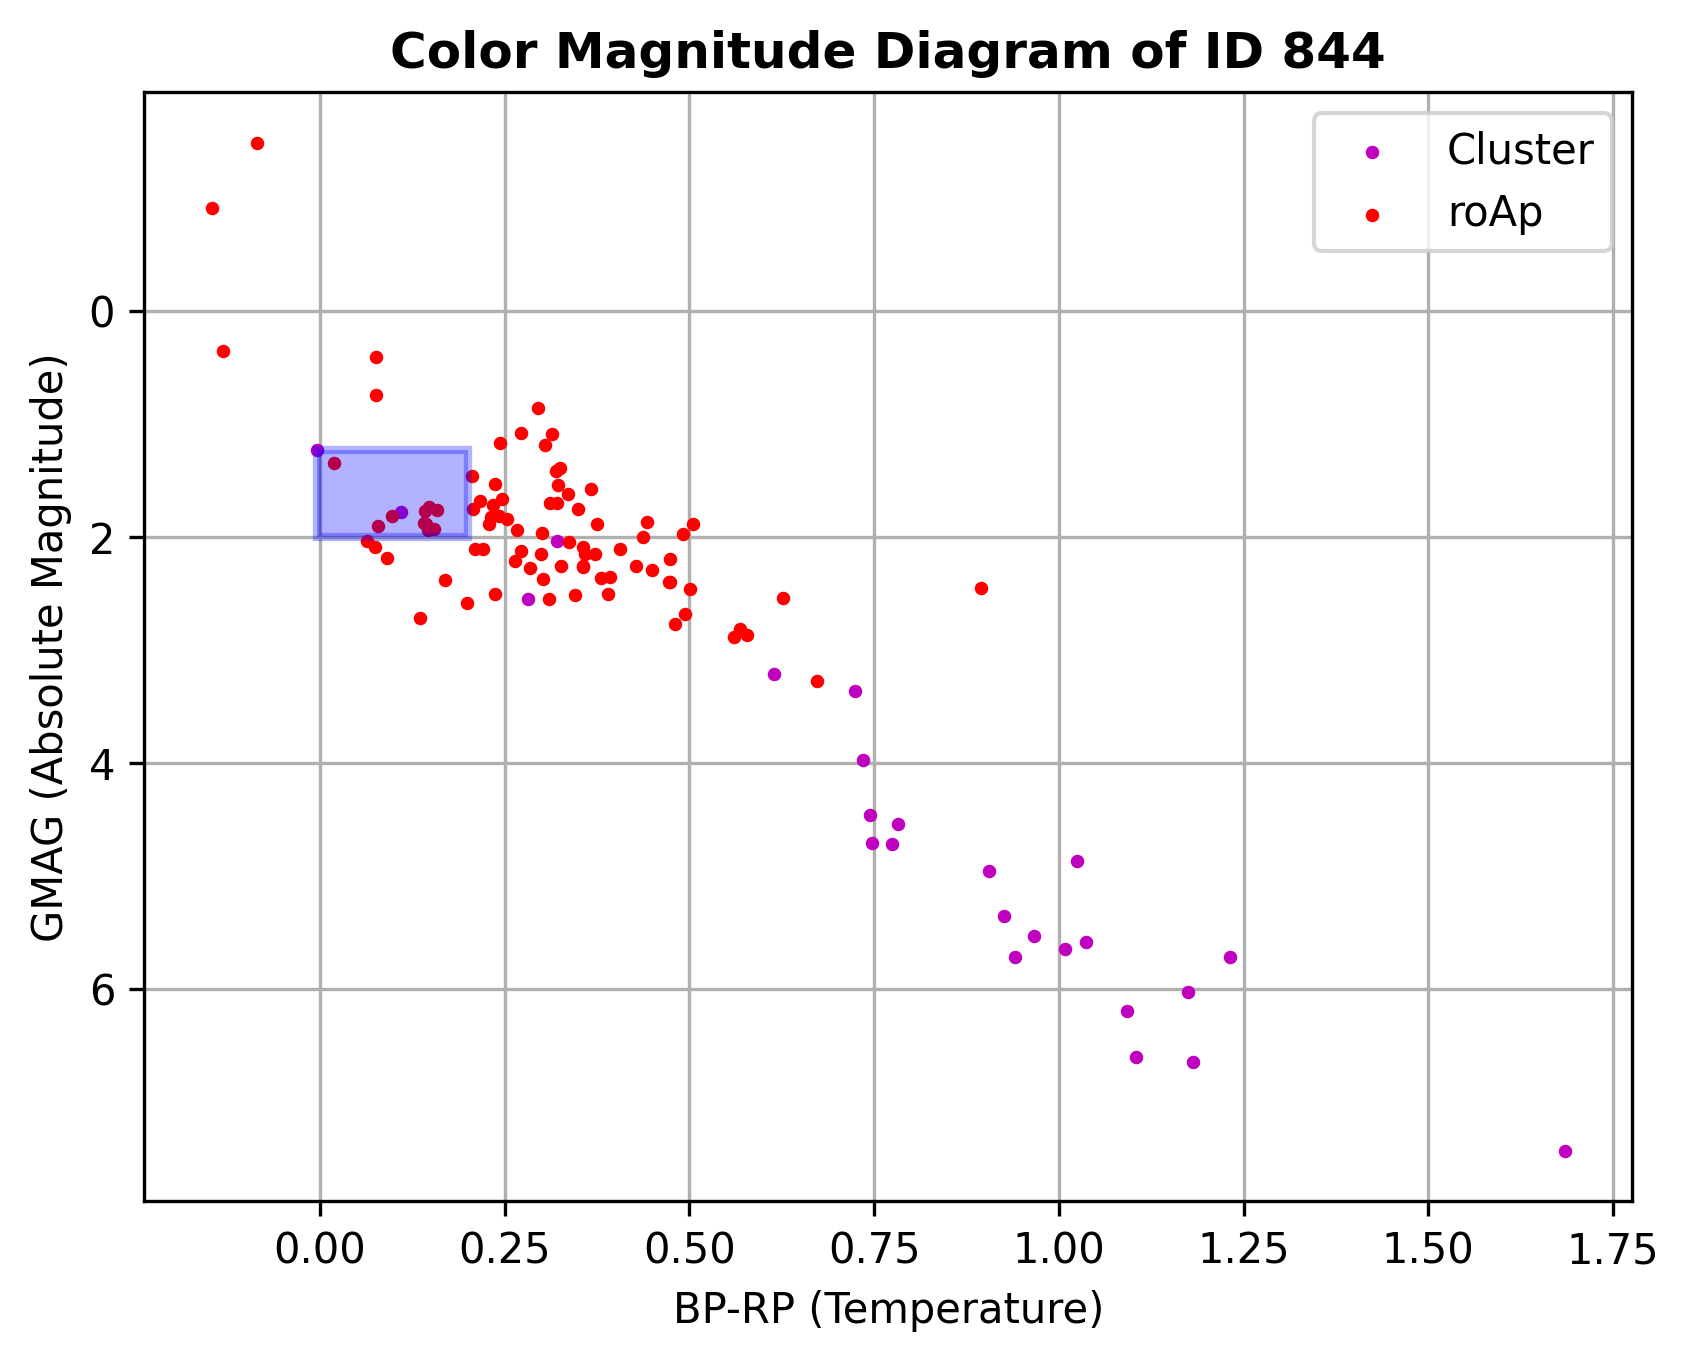 Color Magnitude Diagram of ID 844
Cluster
roAp
GMAG (Absolute Magnitude)
0
2
4
6
0.00 0.25 0.50 0.75 1.00 1.25 1.50 1.75
BP-RP (Temperature)